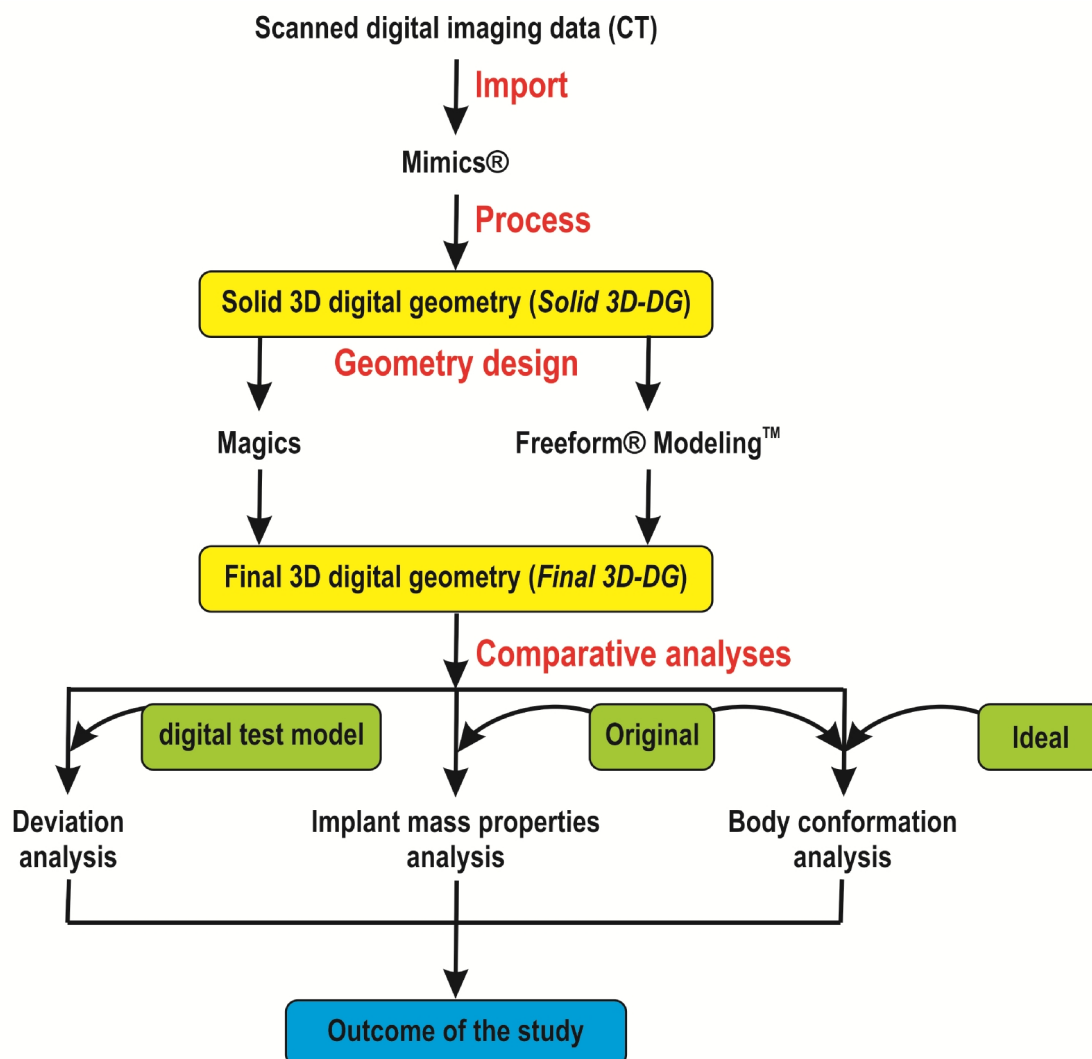 Scanned digital imaging data (CT)
Import
Mimics®
Process
Solid 3D digital geometry (Solid 3D-DG)
Geometry design
Magics
Freeform® Modeling™
Final 3D digital geometry (Final 3D-DG)
Comparative analyses
digital test model
Original
Ideal
Deviation
analysis
Implant mass properties
analysis
Body conformation
analysis
Outcome of the study